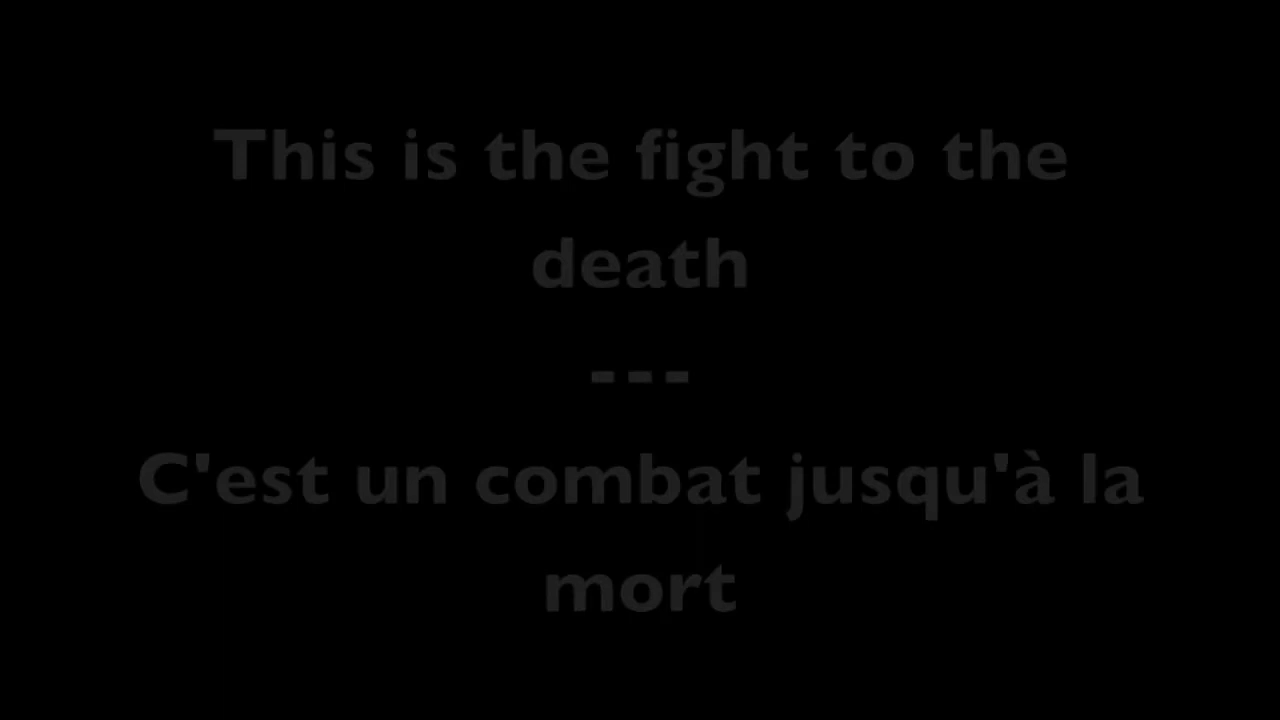 This is the fight to the
death
---
C'est un combat jusqu'à la
mort